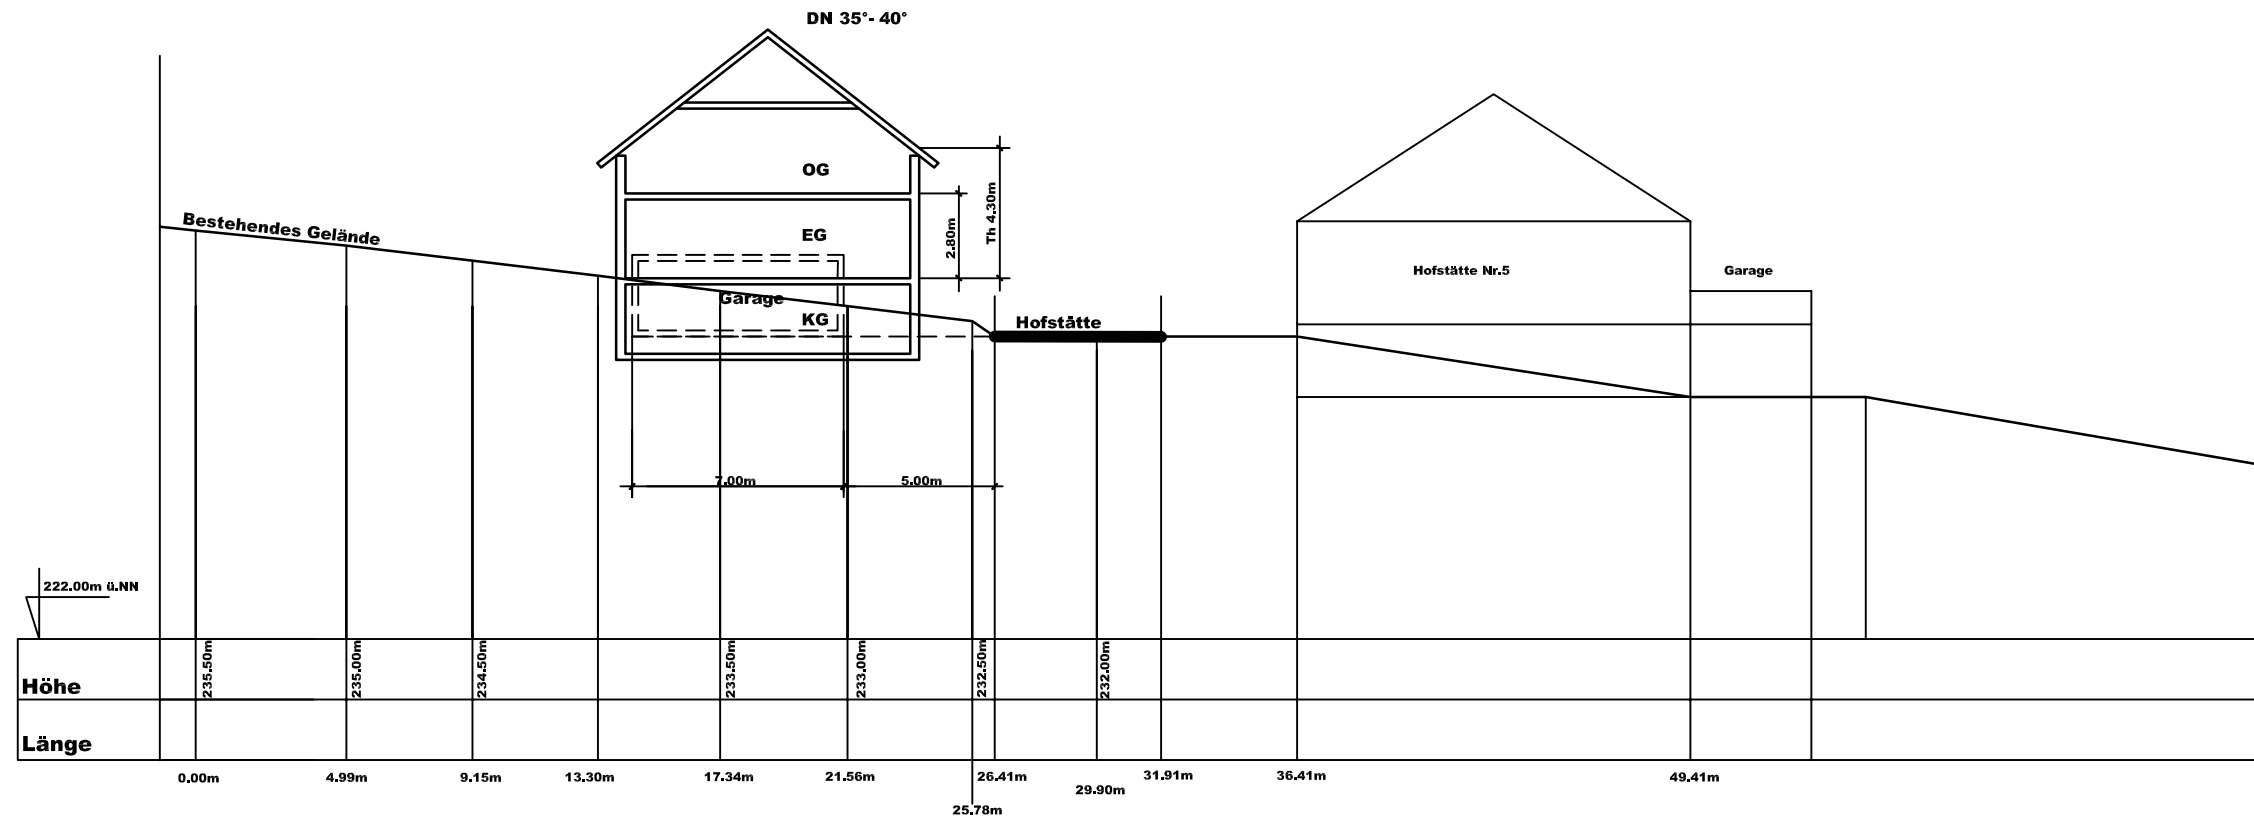 DN 35°- 40°
OG
Th 4.30m
2.80m
Bestehendes Gelände
EG
Hofstätte Nr.5
Garage
Garage
KG
Hofstätte
7.00m
5.00m
222.00m ü.NN
Höhe
235.50m
235.00m
234.50m
233.50m
233.00m
232.50m
232.00m
Länge
0.00m
4.99m
9.15m
13.30m
17.34m
21.56m
26.41m
31.91m
36.41m
49.41m
29.90m
25.78m